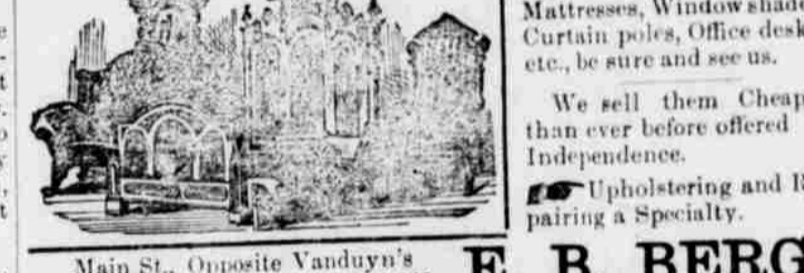 Mattresses, Window shade
Curtain poles, Office desk
etc., be sure and see us.
We sell them Cheap
than ever before offered
Independence.
Upholstering and R
pairing a Specialty.
Main St., Opposite Vanduyn's
E. B. BERG